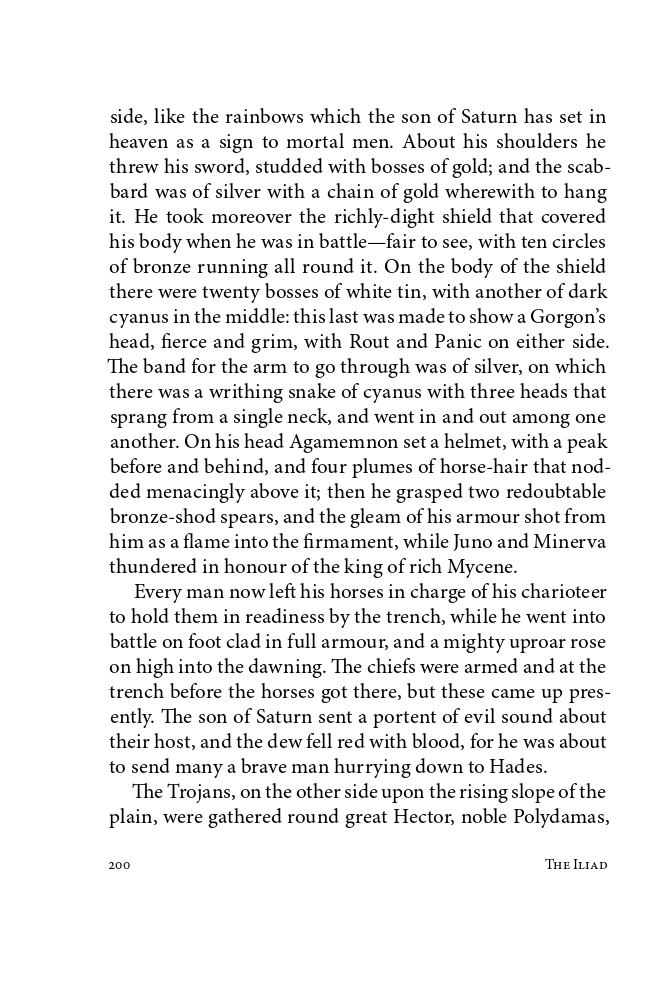 side, like the rainbows which the son of Saturn has set in
heaven as a sign to mortal men. About his shoulders he
threw his sword, studded with bosses of gold; and the scab-
bard was of silver with a chain of gold wherewith to hang
it. He took moreover the richly-dight shield that covered
his body when he was in battle—fair to see, with ten circles
of bronze running all round it. On the body of the shield
there were twenty bosses of white tin, with another of dark
cyanus in the middle: this last was made to show a Gorgon’s
head, fierce and grim, with Rout and Panic on either side.
The band for the arm to go through was of silver, on which
there was a writhing snake of cyanus with three heads that
sprang from a single neck, and went in and out among one
another. On his head Agamemnon set a helmet, with a peak
before and behind, and four plumes of horse-hair that nod-
ded menacingly above it; then he grasped two redoubtable
bronze-shod spears, and the gleam of his armour shot from
him as a flame into the firmament, while Juno and Minerva
thundered in honour of the king of rich Mycene.
Every man now left his horses in charge of his charioteer
to hold them in readiness by the trench, while he went into
battle on foot clad in full armour, and a mighty uproar rose
on high into the dawning. The chiefs were armed and at the
trench before the horses got there, but these came up pres-
ently. The son of Saturn sent a portent of evil sound about
their host, and the dew fell red with blood, for he was about
to send many a brave man hurrying down to Hades.
The Trojans, on the other side upon the rising slope of the
plain, were gathered round great Hector, noble Polydamas,
200
The Iliad